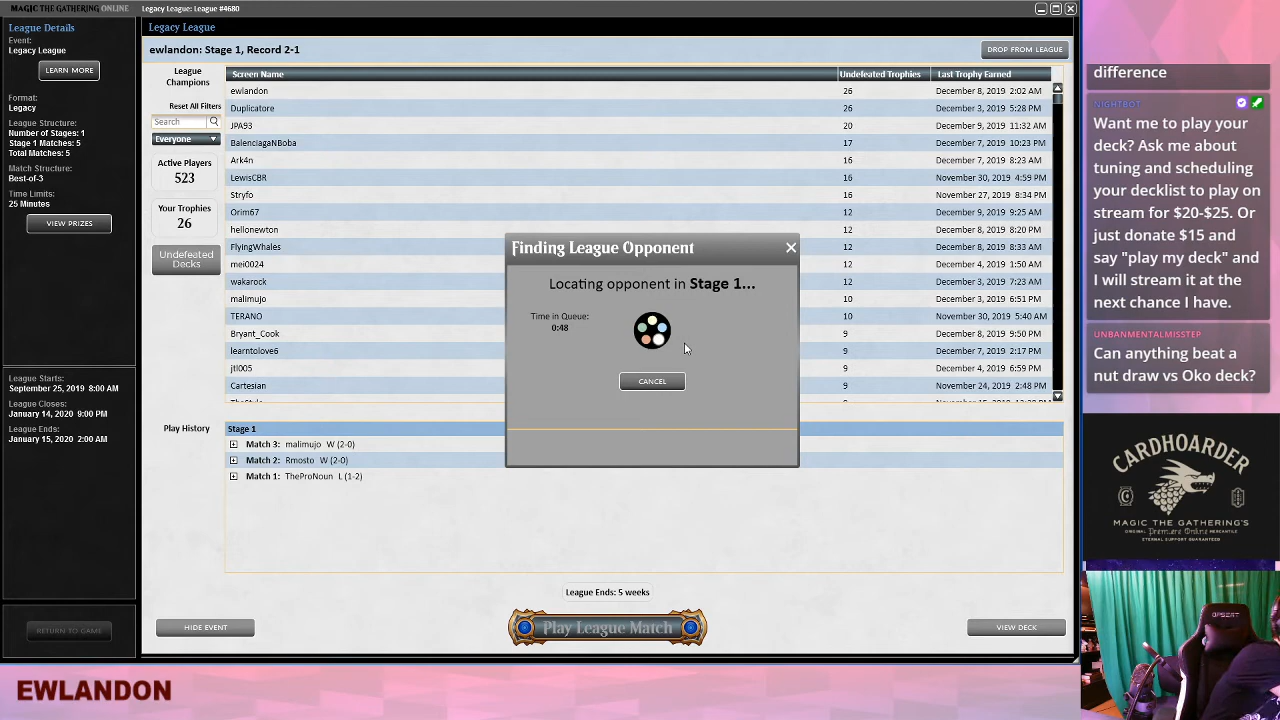 MAGIC THE GATHERING ONLINE
Legacy League: League #4680
League Details
Event:
Legacy League
LEARN MORE
Format:
Legacy
League Structure:
Number of Stages: 1
Stage 1 Matches: 5
Total Matches: 5
Match Structure:
Best-of-3
Time Limits:
25 Minutes
VIEW PRIZES
League Starts:
September 25, 2019 8:00 AM
League Closes:
January 14, 2020 9:00 PM
League Ends:
January 15, 2020 2:00 AM
RETURN TO GAME
Legacy League
ewlandon: Stage 1, Record 2-1
DROP FROM LEAGUE
League
Champions
Reset All Filters
Search
Everyone
Active Players
523
Your Trophies
26
Undefeated
Decks
Screen Name Undefeated Trophies Last Trophy Earned
ewlandon 26 December 8, 2019 2:02 AM
Duplicatore 26 December 3, 2019 5:28 PM
JPA93 20 December 9, 2019 11:32 AM
BalenciagaNBoba 17 December 7, 2019 10:23 PM
Ark4n 16 December 7, 2019 8:23 AM
LewisCBR 16 November 30, 2019 4:59 PM
Stryfo 16 November 27, 2019 8:34 PM
Orim67 12 December 9, 2019 9:25 AM
hellonewton 12 December 8, 2019 8:20 PM
FlyingWhales 12 December 8, 2019 8:33 AM
mei0024 12 December 4, 2019 1:50 AM
wakarock 12 December 3, 2019 7:23 AM
malimujo 10 December 3, 2019 6:51 PM
TERANO 10 November 30, 2019 5:40 AM
Bryant_Cook 9 December 8, 2019 9:50 PM
learntolove6 9 December 7, 2019 2:17 PM
jtl005 9 December 4, 2019 6:59 PM
Cartesian 9 November 24, 2019 2:48 PM
Finding League Opponent
Locating opponent in Stage 1...
Time in Queue:
0:48
CANCEL
Play History
Stage 1
Match 3: malimujo W (2-0)
Match 2: Rmosto W (2-0)
Match 1: TheProNoun L (1-2)
League Ends: 5 weeks
HIDE EVENT
Play League Match
VIEW DECK
EWLANDON
difference
NIGHTBOT
Want me to play your
deck? Ask me about
tuning and scheduling
your decklist to play on
stream for $20-$25. Or
just donate $15 and
say "play my deck" and
I will stream it at the
next chance I have.
UNBANMENTALMISSTEP
Can anything beat a
nut draw vs Oko deck?
CARDHOARDER
MAGIC THE GATHERING'S
ORIGINAL Premiere Online MERCANTILE
ETERNAL SUPPORT GUARANTEED
OPSEAT